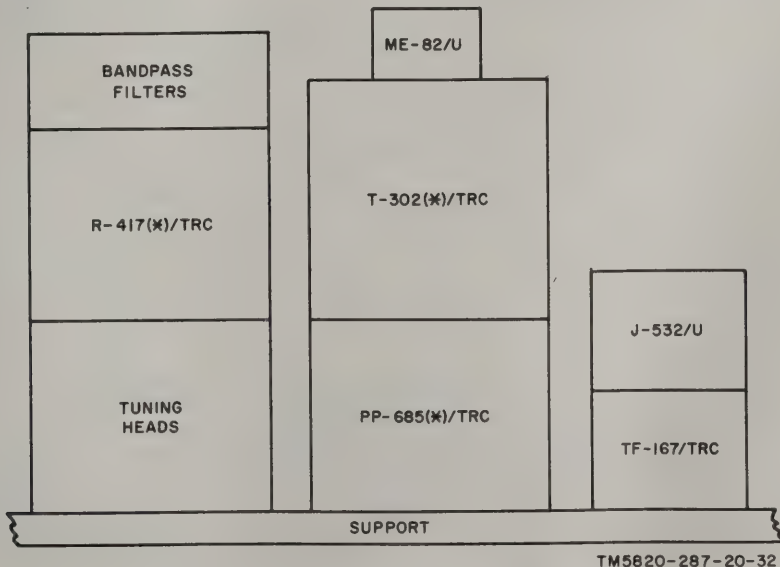 BANDPASS
FILTERS
R-417(*)/TRC
TUNING
HEADS
ME-82/U
T-302(*)/TRC
PP-685(*)/TRC
J-532/U
TF-167/TRC
SUPPORT
TM5820-287-20-32